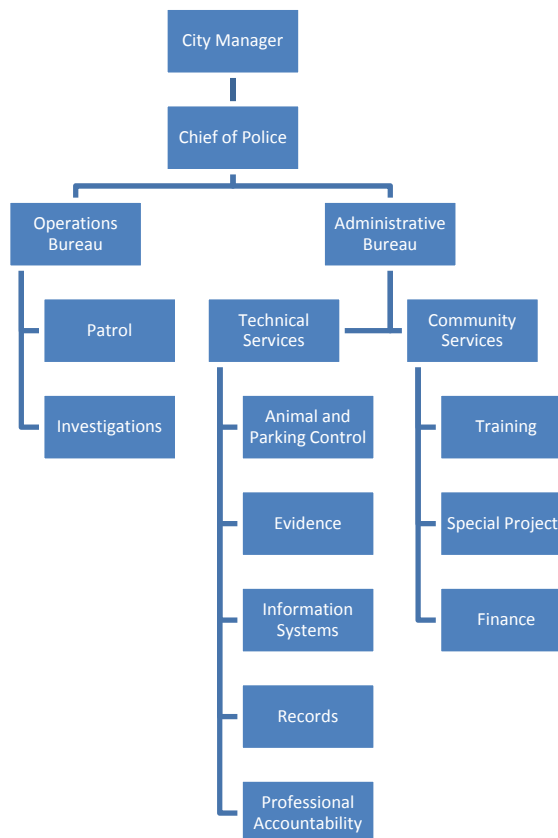 City Manager
Chief of Police
Operations
Bureau
Administrative
Bureau
Patrol
Investigations
Technical
Services
Community
Services
Animal and
Parking Control
Evidence
Information
Systems
Records
Professional
Accountability
Training
Special Project
Finance